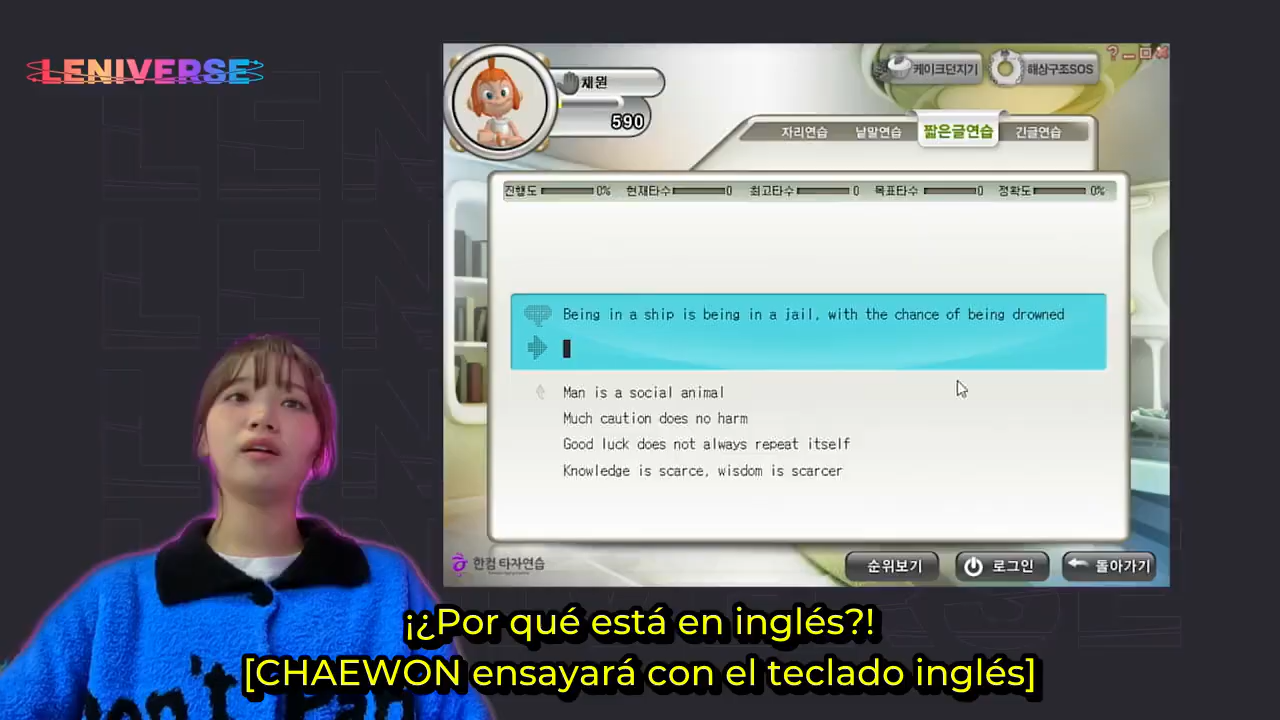 LENIVERSE
채원
590
케이크던지기
해상구조SOS
자리연습
낱말연습
짧은글연습
긴글연습
진행도 0% 현재타수 0 최고타수 0 목표타수 0 정확도 0%
Being in a ship is being in a jail, with the chance of being drowned
Man is a social animal
Much caution does no harm
Good luck does not always repeat itself
Knowledge is scarce, wisdom is scarcer
한컴 타자연습
순위보기
로그인
돌아가기
¡¿Por qué está en inglés?!
[CHAEWON ensayará con el teclado inglés]